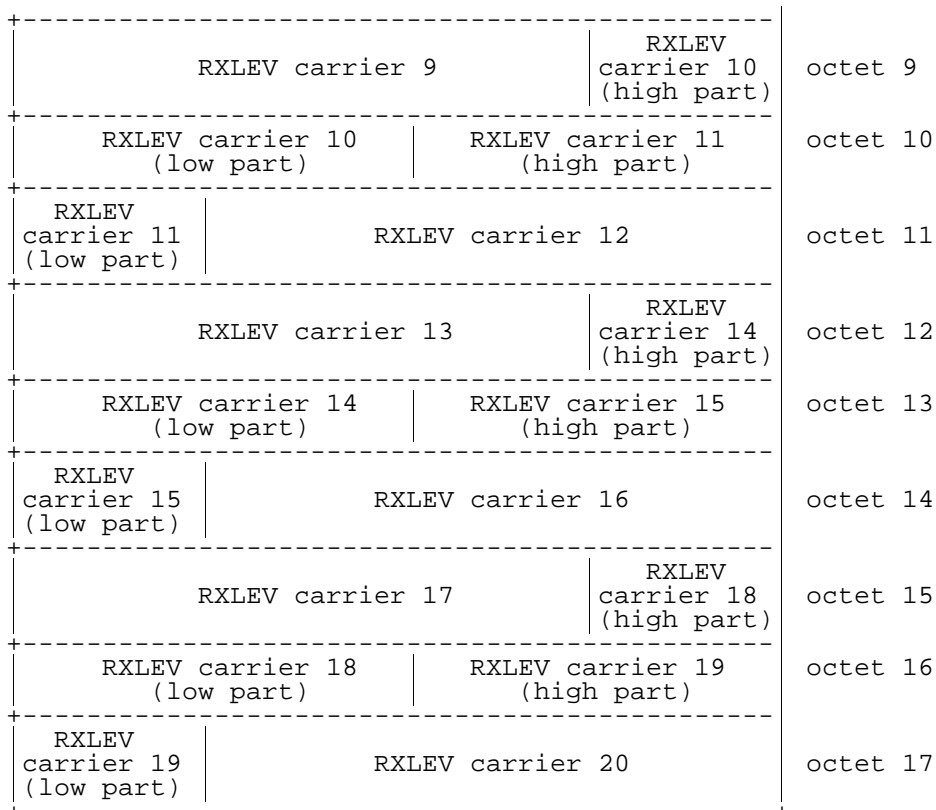 RXLEV
RXLEV carrier 9 carrier 10 octet 9
(high part)
RXLEV carrier 10 RXLEV carrier 11 octet 10
(low part) (high part)
RXLEV
carrier 11 RXLEV carrier 12 octet 11
(low part)
RXLEV
RXLEV carrier 13 carrier 14 octet 12
(high part)
RXLEV carrier 14 RXLEV carrier 15 octet 13
(low part) (high part)
RXLEV
carrier 15 RXLEV carrier 16 octet 14
(low part)
RXLEV
RXLEV carrier 17 carrier 18 octet 15
(high part)
RXLEV carrier 18 RXLEV carrier 19 octet 16
(low part) (high part)
RXLEV
carrier 19 RXLEV carrier 20 octet 17
(low part)